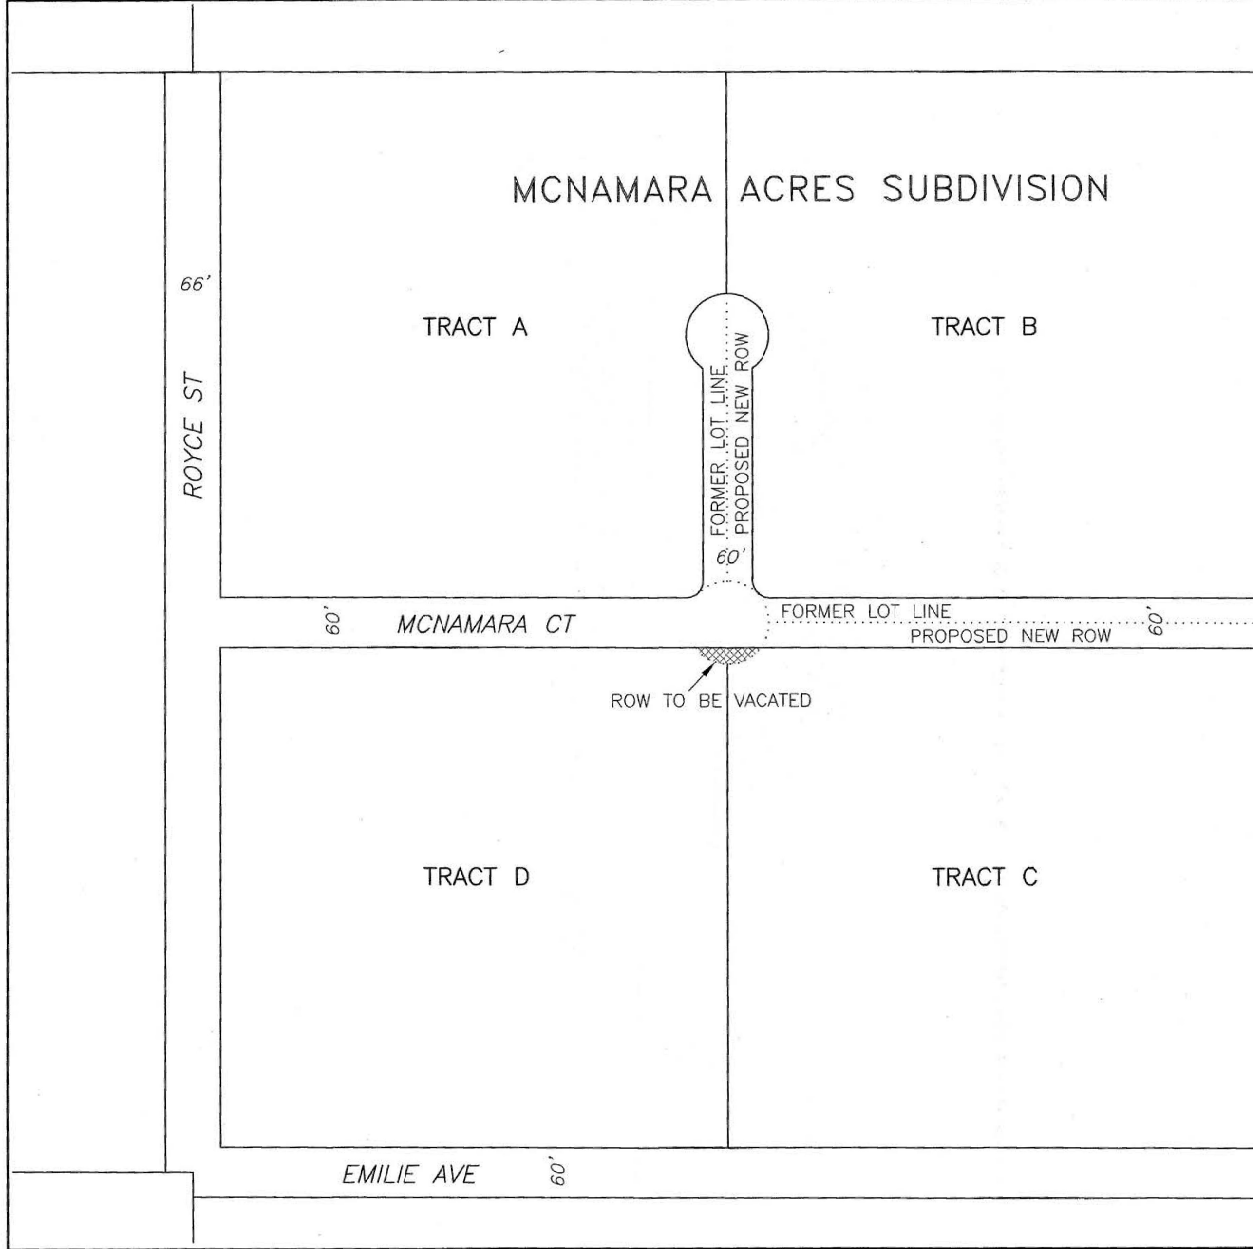 MCNAMARA ACRES SUBDIVISION
66'
TRACT A
TRACT B
ROYCE ST
FORMER LOT LINE
PROPOSED NEW ROW
60'
60'
MCNAMARA CT
FORMER LOT LINE
PROPOSED NEW ROW
60'
ROW TO BE VACATED
TRACT D
TRACT C
EMILIE AVE
60'